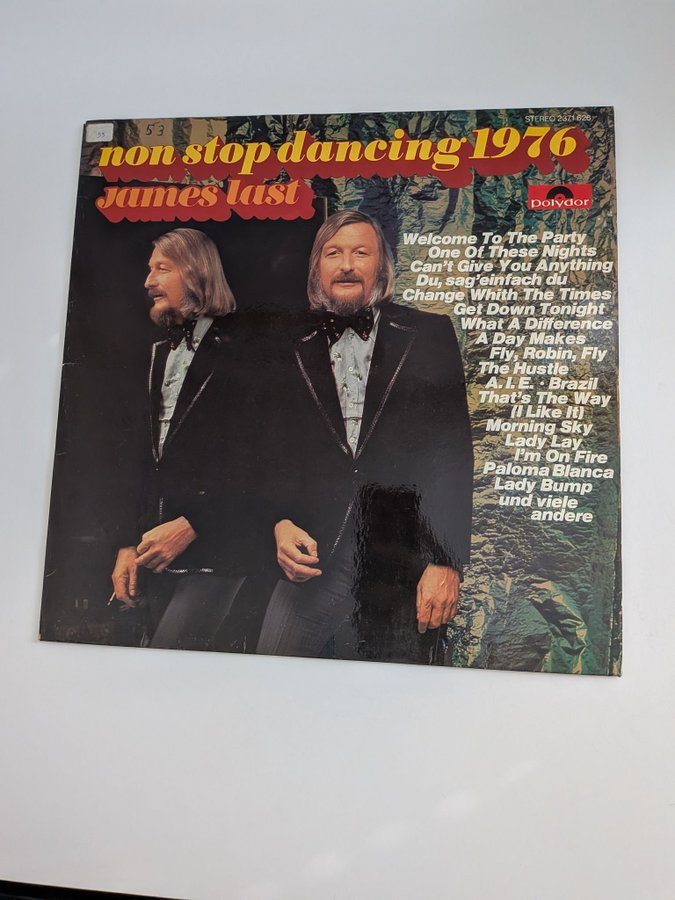 53
53
STEREO 2371 626
non stop dancing 1976
james last
polydor
Welcome To The Party
One Of These Nights
Can't Give You Anything
Du, sag'einfach du
Change Whith The Times
Get Down Tonight
What A Difference
A Day Makes
Fly, Robin, Fly
The Hustle
A.I.E. · Brazil
That's The Way
(I Like It)
Morning Sky
Lady Lay
I'm On Fire
Paloma Blanca
Lady Bump
und viele
andere